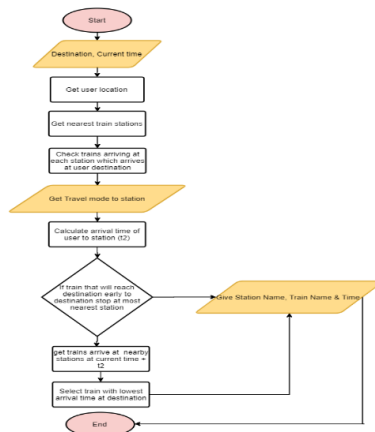 Start
Destination, Current time
Get user location
Get nearest train stations
Check trains arriving at
each station which arrives
at user destination
Get Travel mode to station
Calculate arrival time of
user to station (t2)
If train that will reach
destination early to
destination stop at most
nearest station
Give Station Name, Train Name & Time
get trains arrive at nearby
stations at current time +
t2
Select train with lowest
arrival time at destination
End